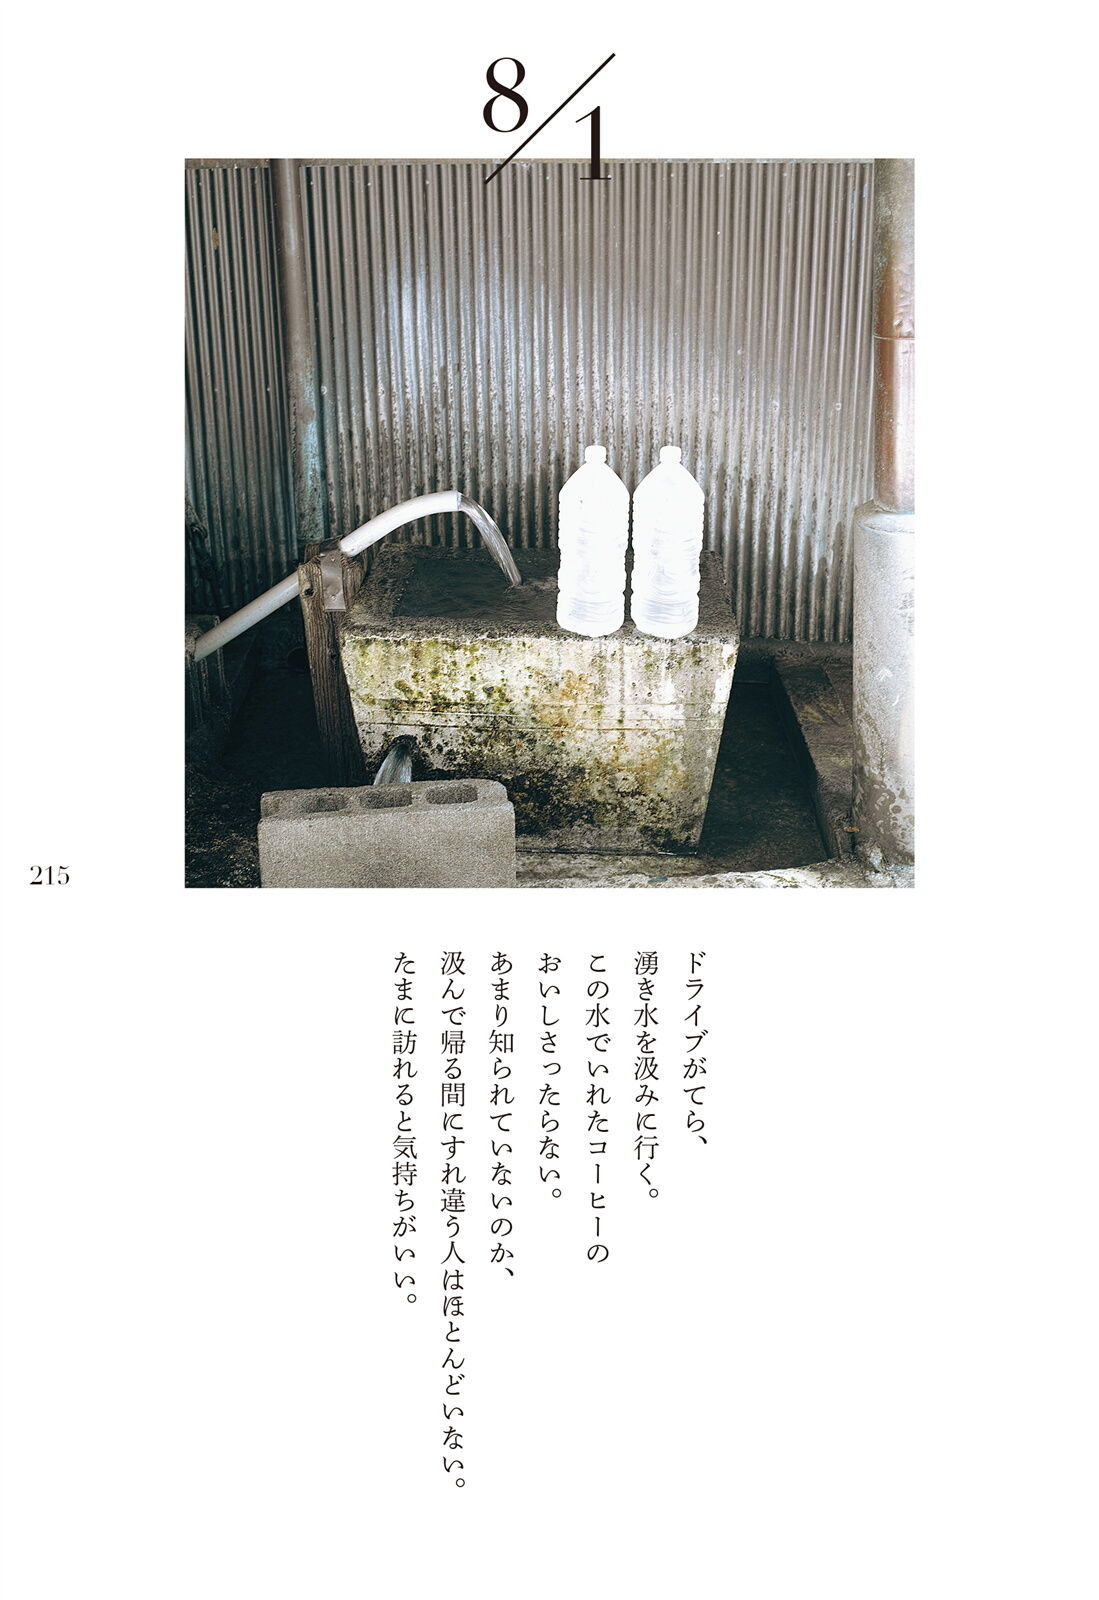 8/1
ドライブがてら、
湧き水を汲みに行く。
この水でいれたコーヒーの
おいしさったらない。
あまり知られていないのか、
汲んで帰る間にすれ違う人はほとんどいない。
たまに訪れると気持ちがいい。
215